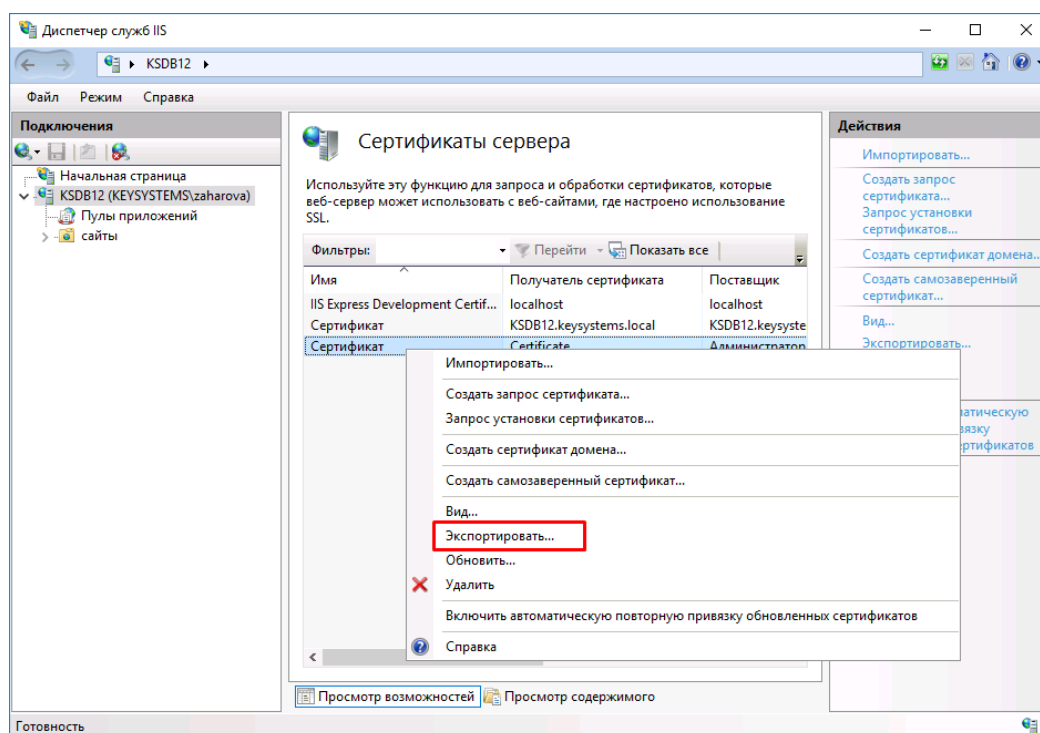 Диспетчер служб IIS
KSDB12
Файл Режим Справка
Подключения
Начальная страница
KSDB12 (KEYSYSTEMS\zaharova)
Пулы приложений
сайты
Сертификаты сервера
Используйте эту функцию для запроса и обработки сертификатов, которые
веб-сервер может использовать с веб-сайтами, где настроено использование
SSL.
Фильтры: Перейти Показать все
Имя Получатель сертификата Поставщик
IIS Express Development Certif... localhost localhost
Сертификат KSDB12.keysystems.local KSDB12.keysyste
Сертификат Certificate Администратор
Импортировать...
Создать запрос сертификата...
Запрос установки сертификатов...
Создать сертификат домена...
Создать самозаверенный сертификат...
Вид...
Экспортировать...
Обновить...
Удалить
Включить автоматическую повторную привязку обновленных сертификатов
Справка
Просмотр возможностей Просмотр содержимого
Действия
Импортировать...
Создать запрос
сертификата...
Запрос установки
сертификатов...
Создать сертификат домена..
Создать самозаверенный
сертификат...
Вид...
Экспортировать...
атическую
вязку
ертификатов
Готовность